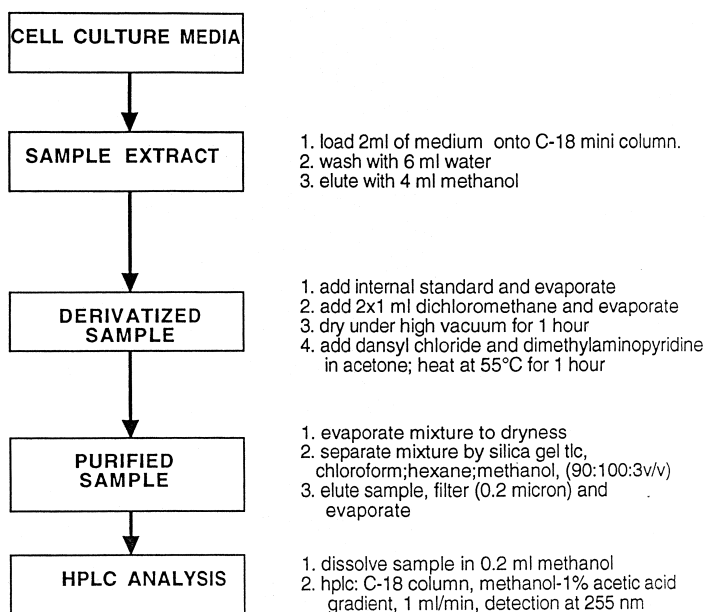 CELL CULTURE MEDIA
SAMPLE EXTRACT
1. load 2ml of medium onto C-18 mini column.
2. wash with 6 ml water
3. elute with 4 ml methanol
DERIVATIZED
SAMPLE
1. add internal standard and evaporate
2. add 2x1 ml dichloromethane and evaporate
3. dry under high vacuum for 1 hour
4. add dansyl chloride and dimethylaminopyridine
in acetone; heat at 55°C for 1 hour
PURIFIED
SAMPLE
1. evaporate mixture to dryness
2. separate mixture by silica gel tlc,
chloroform;hexane;methanol, (90:100:3v/v)
3. elute sample, filter (0.2 micron) and
evaporate
HPLC ANALYSIS
1. dissolve sample in 0.2 ml methanol
2. hplc: C-18 column, methanol-1% acetic acid
gradient, 1 ml/min, detection at 255 nm